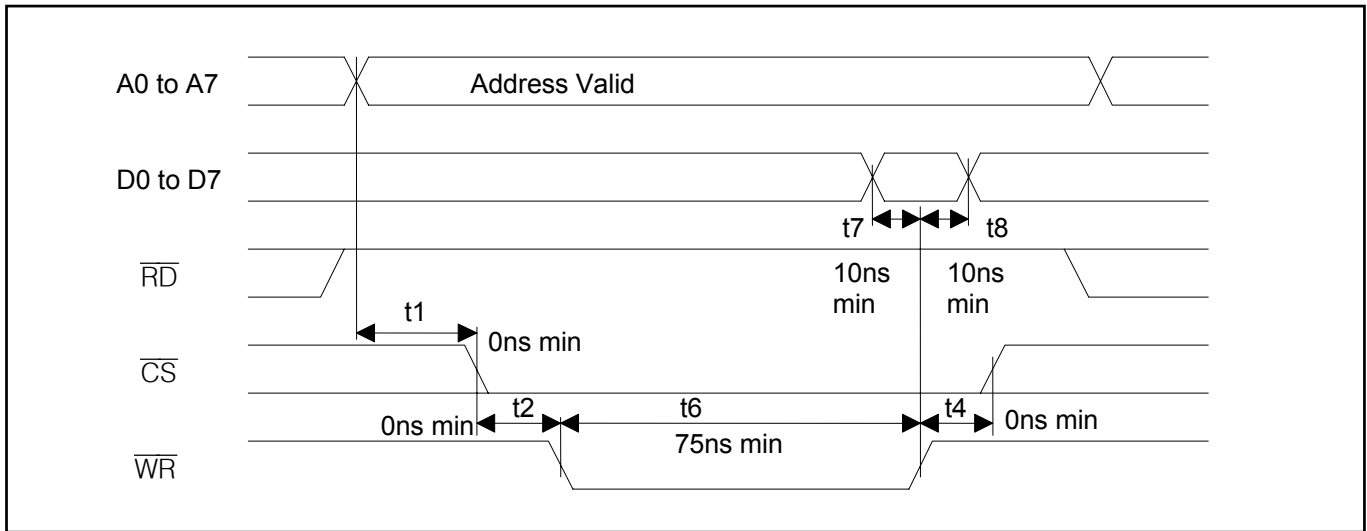 A0 to A7
Address Valid
D0 to D7
t7
t8
10ns
min
10ns
min
RD
t1
0ns min
CS
t2
t6
t4
0ns min
75ns min
0ns min
WR